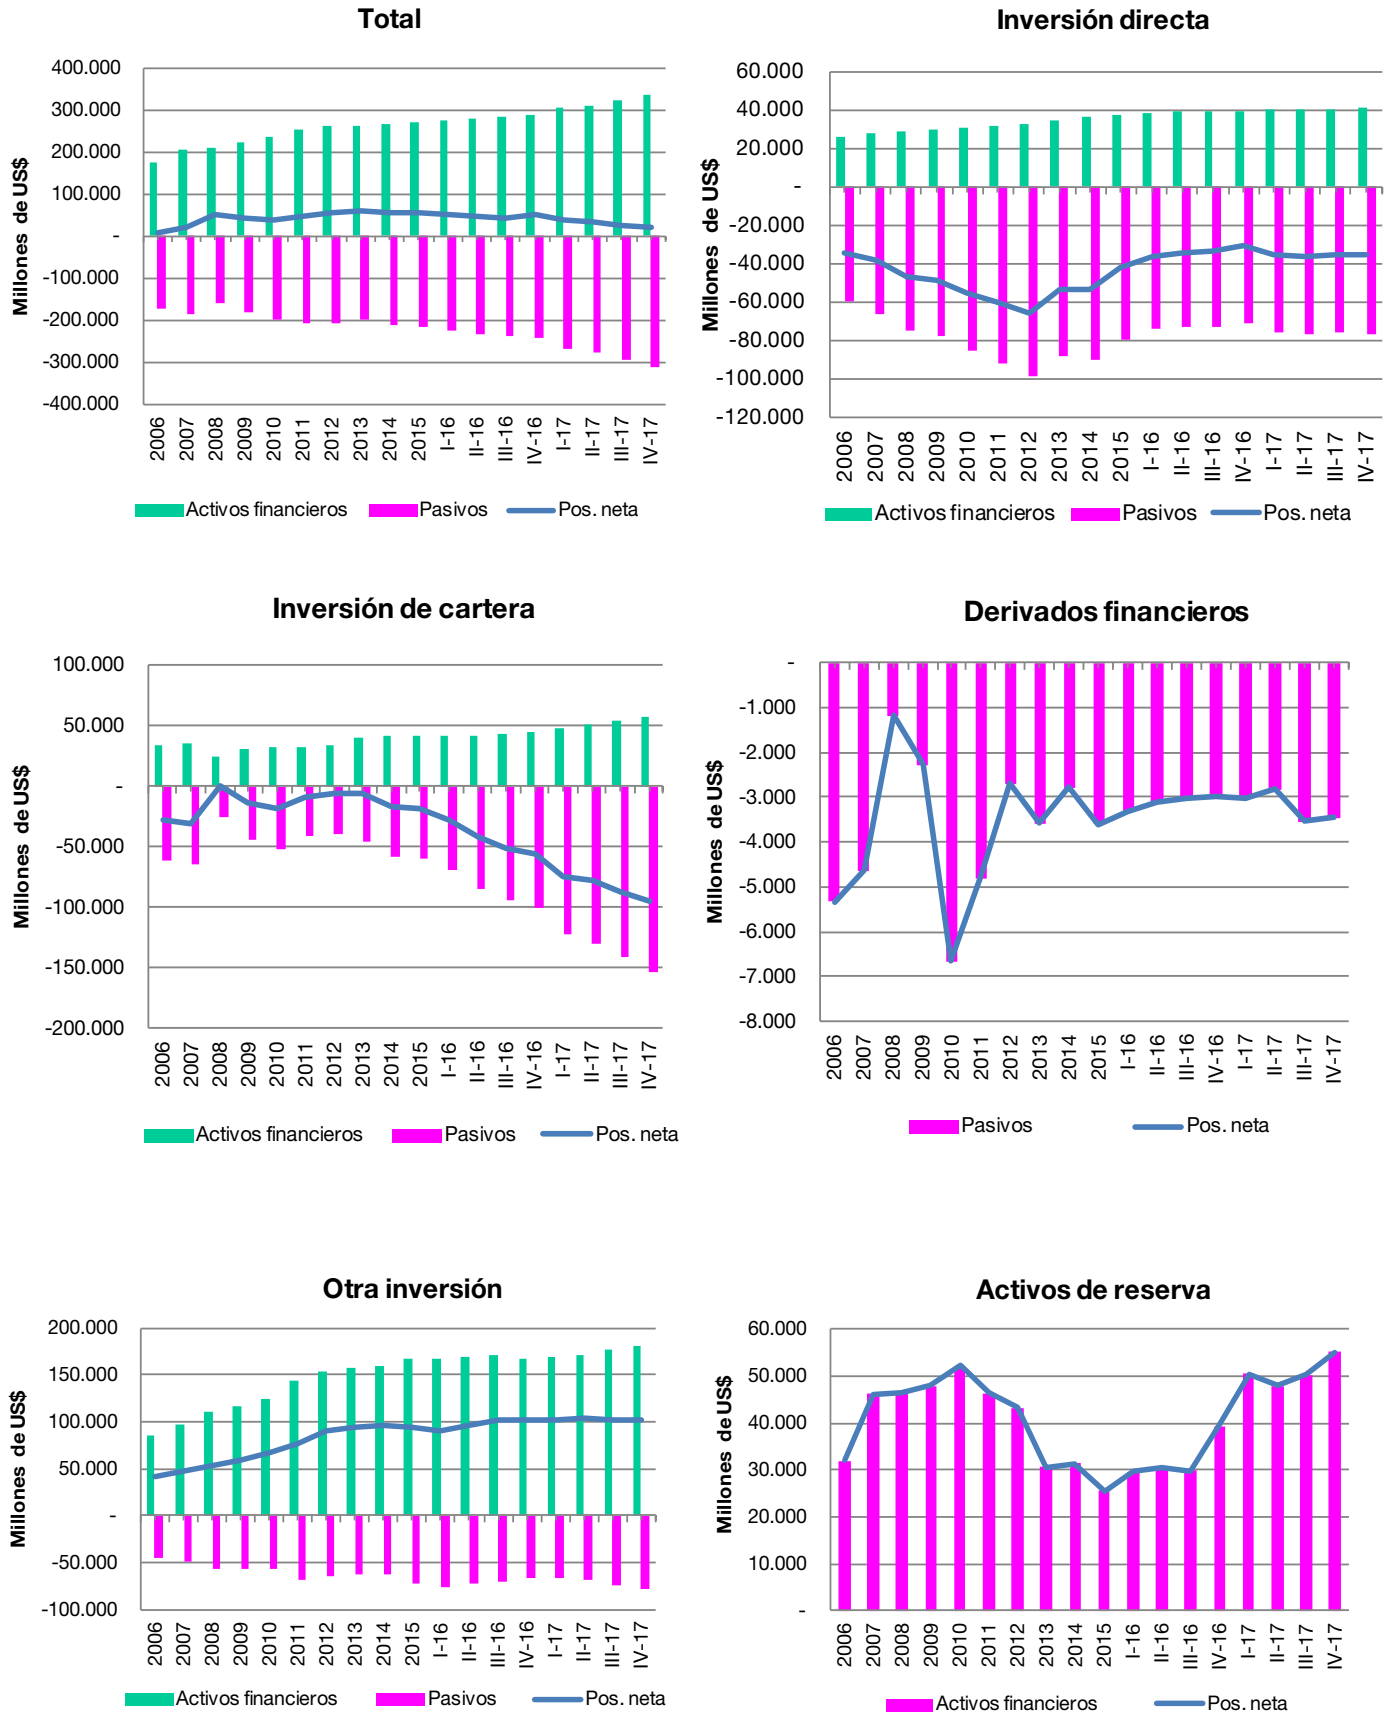 Total
Millones de US$
400.000
300.000
200.000
100.000
-
-100.000
-200.000
-300.000
-400.000
2006
2007
2008
2009
2010
2011
2012
2013
2014
2015
I-16
II-16
III-16
IV-16
I-17
II-17
III-17
IV-17
Activos financieros Pasivos Pos. neta
Inversión directa
Millones de US$
60.000
40.000
20.000
-
-20.000
-40.000
-60.000
-80.000
-100.000
-120.000
2006
2007
2008
2009
2010
2011
2012
2013
2014
2015
I-16
II-16
III-16
IV-16
I-17
II-17
III-17
IV-17
Activos financieros Pasivos Pos. neta
Inversión de cartera
Millones de US$
100.000
50.000
-
-50.000
-100.000
-150.000
-200.000
2006
2007
2008
2009
2010
2011
2012
2013
2014
2015
I-16
II-16
III-16
IV-16
I-17
II-17
III-17
IV-17
Activos financieros Pasivos Pos. neta
Derivados financieros
Millones de US$
-
-1.000
-2.000
-3.000
-4.000
-5.000
-6.000
-7.000
-8.000
2006
2007
2008
2009
2010
2011
2012
2013
2014
2015
I-16
II-16
III-16
IV-16
I-17
II-17
III-17
IV-17
Pasivos Pos. neta
Otra inversión
Millones de US$
200.000
150.000
100.000
50.000
-
-50.000
-100.000
2006
2007
2008
2009
2010
2011
2012
2013
2014
2015
I-16
II-16
III-16
IV-16
I-17
II-17
III-17
IV-17
Activos financieros Pasivos Pos. neta
Activos de reserva
Millones de US$
60.000
50.000
40.000
30.000
20.000
10.000
-
2006
2007
2008
2009
2010
2011
2012
2013
2014
2015
I-16
II-16
III-16
IV-16
I-17
II-17
III-17
IV-17
Activos financieros Pos. neta